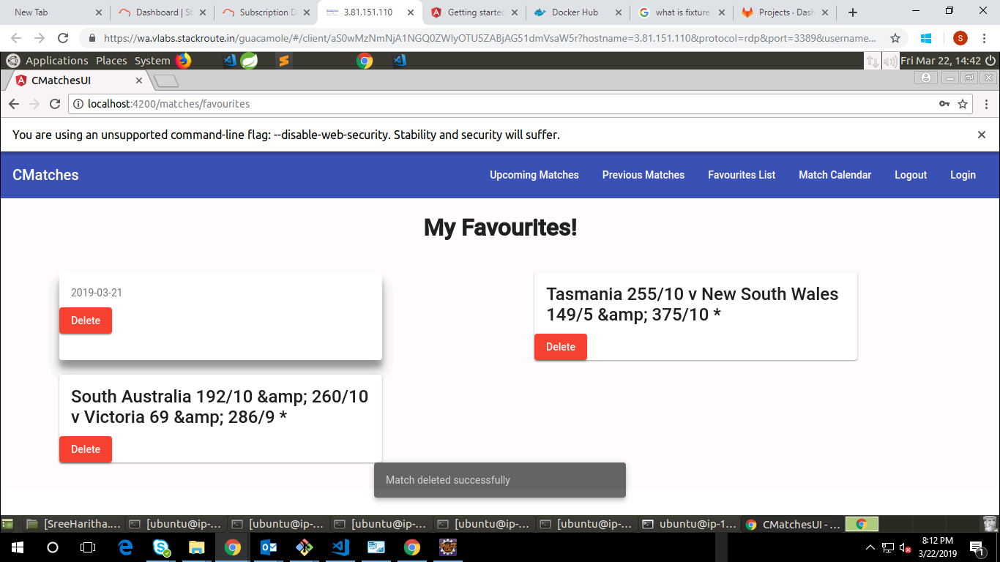 New Tab
Dashboard | St
Subscription D
3.81.151.110
Getting started
Docker Hub
what is fixture
Projects · Dash
https://wa.vlabs.stackroute.in/guacamole/#/client/aS0wMzNmNjA1NGQ0ZWIyOTU5ZABjAG51dmVsaW5r?hostname=3.81.151.110&protocol=rdp&port=3389&username...
S
Applications Places System
Fri Mar 22, 14:42
CMatchesUI
localhost:4200/matches/favourites
You are using an unsupported command-line flag: --disable-web-security. Stability and security will suffer.
CMatches
Upcoming Matches
Previous Matches
Favourites List
Match Calendar
Logout
Login
My Favourites!
2019-03-21
Delete
Tasmania 255/10 v New South Wales
149/5 &amp; 375/10 *
Delete
South Australia 192/10 &amp; 260/10
v Victoria 69 &amp; 286/9 *
Delete
Match deleted successfully
[SreeHaritha....
[ubuntu@ip-...
[ubuntu@ip-...
[ubuntu@ip-...
[ubuntu@ip-...
[ubuntu@ip-...
ubuntu@ip-1...
CMatchesUI - ...
8:12 PM
3/22/2019
1